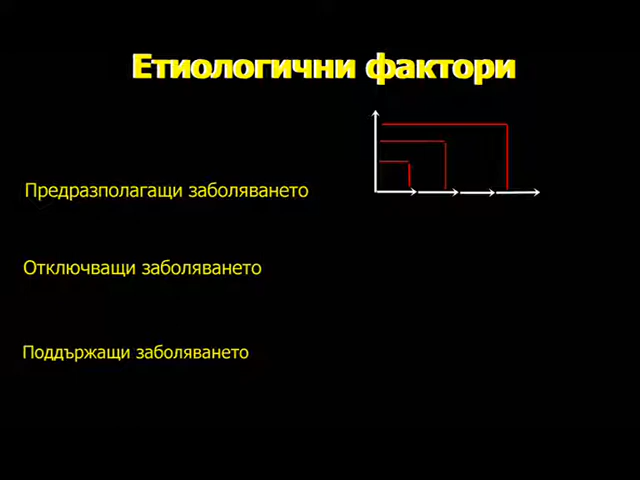 Етиологични фактори
Предразполагащи заболяването
Отключващи заболяването
Поддържащи заболяването